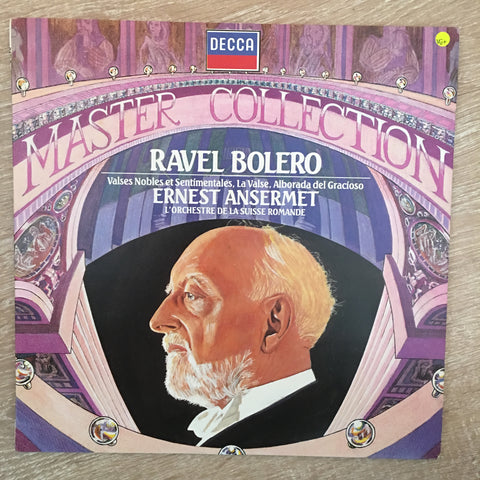 DECCA
MASTER COLLECTION
RAVEL BOLERO
Valses Nobles et Sentimentales, La Valse, Alborada del Gracioso
ERNEST ANSERMET
L'ORCHESTRE DE LA SUISSE ROMANDE
VG+